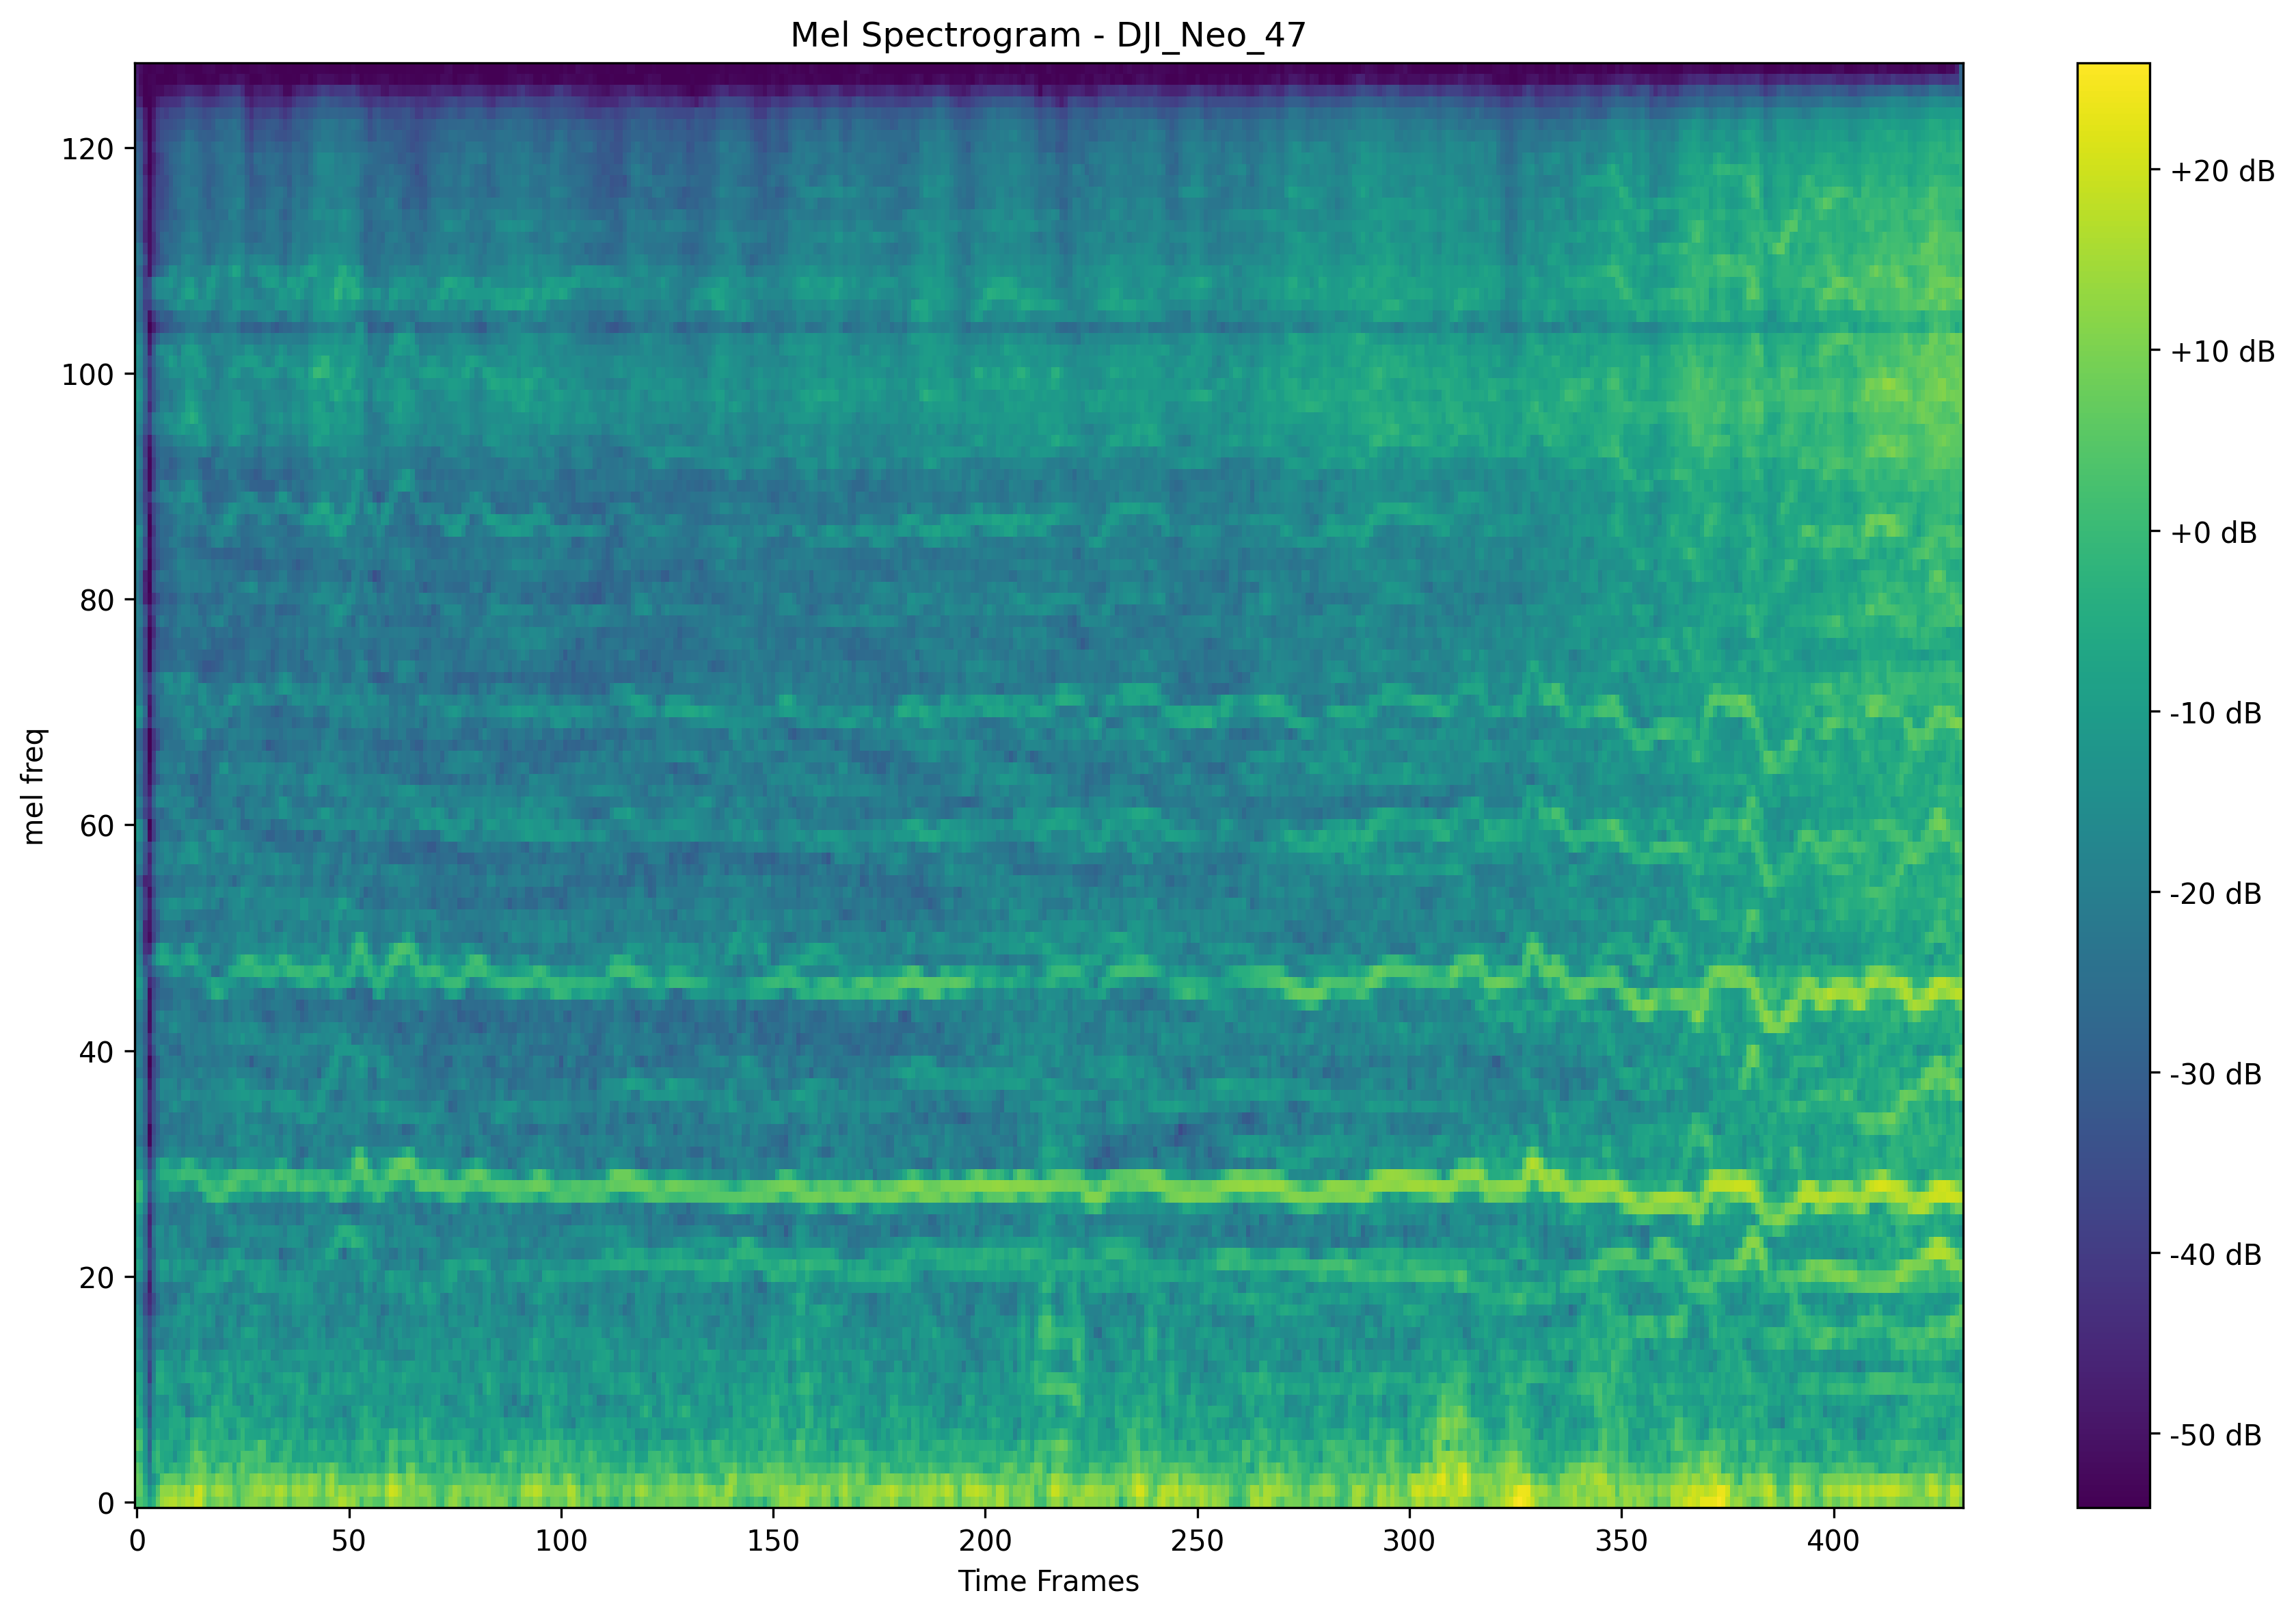 Mel Spectrogram - DJI_Neo_47
120
100
80
60
40
20
0
mel freq
0 50 100 150 200 250 300 350 400
Time Frames
+20 dB
+10 dB
+0 dB
-10 dB
-20 dB
-30 dB
-40 dB
-50 dB